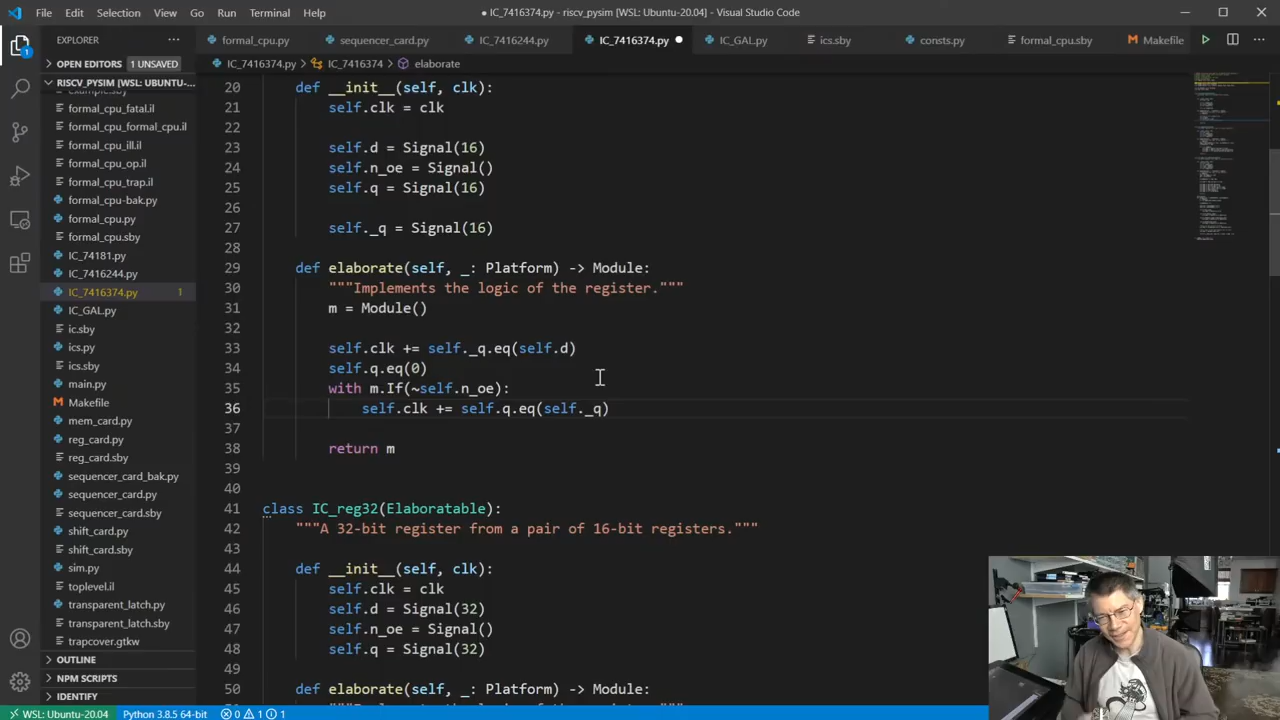 File Edit Selection View Go Run Terminal Help
● IC_7416374.py - riscv_pysim [WSL: Ubuntu-20.04] - Visual Studio Code
EXPLORER ···
formal_cpu.py sequencer_card.py IC_7416244.py IC_7416374.py ● IC_GAL.py ics.sby consts.py formal_cpu.sby Makefile
OPEN EDITORS 1 UNSAVED
IC_7416374.py > IC_7416374 > elaborate
RISCV_PYSIM [WSL: UBUNTU-...
formal_cpu_fatal.il
formal_cpu_formal_cpu.il
formal_cpu_ill.il
formal_cpu_op.il
formal_cpu_trap.il
formal_cpu-bak.py
formal_cpu.py
formal_cpu.sby
IC_74181.py
IC_7416244.py
IC_7416374.py 1
IC_GAL.py
ic.sby
ics.py
ics.sby
main.py
Makefile
mem_card.py
reg_card.py
reg_card.sby
sequencer_card_bak.py
sequencer_card.py
sequencer_card.sby
shift_card.py
shift_card.sby
sim.py
toplevel.il
transparent_latch.py
transparent_latch.sby
trapcover.gtkw
OUTLINE
NPM SCRIPTS
IDENTIFY
20 def __init__(self, clk):
21 self.clk = clk
22
23 self.d = Signal(16)
24 self.n_oe = Signal()
25 self.q = Signal(16)
26
27 self._q = Signal(16)
28
29 def elaborate(self, _: Platform) -> Module:
30 """Implements the logic of the register."""
31 m = Module()
32
33 self.clk += self._q.eq(self.d)
34 self.q.eq(0)
35 with m.If(~self.n_oe):
36 self.clk += self.q.eq(self._q)
37
38 return m
39
40
41 class IC_reg32(Elaboratable):
42 """A 32-bit register from a pair of 16-bit registers."""
43
44 def __init__(self, clk):
45 self.clk = clk
46 self.d = Signal(32)
47 self.n_oe = Signal()
48 self.q = Signal(32)
49
50 def elaborate(self, _: Platform) -> Module:
WSL: Ubuntu-20.04 Python 3.8.5 64-bit 0 1 1